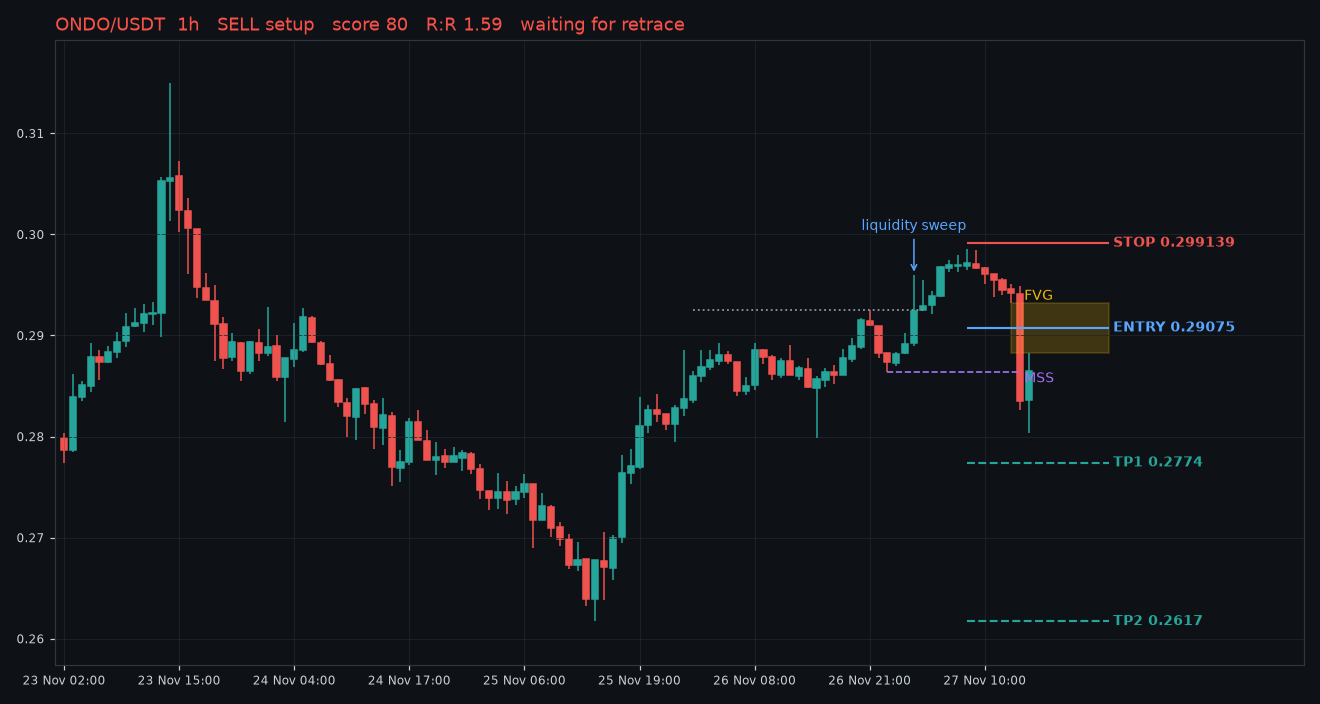 ONDO/USDT 1h SELL setup score 80 R:R 1.59 waiting for retrace
0.31
0.30
0.29
0.28
0.27
0.26
liquidity sweep
STOP 0.299139
FVG
ENTRY 0.29075
MSS
TP1 0.2774
TP2 0.2617
23 Nov 02:00
23 Nov 15:00
24 Nov 04:00
24 Nov 17:00
25 Nov 06:00
25 Nov 19:00
26 Nov 08:00
26 Nov 21:00
27 Nov 10:00